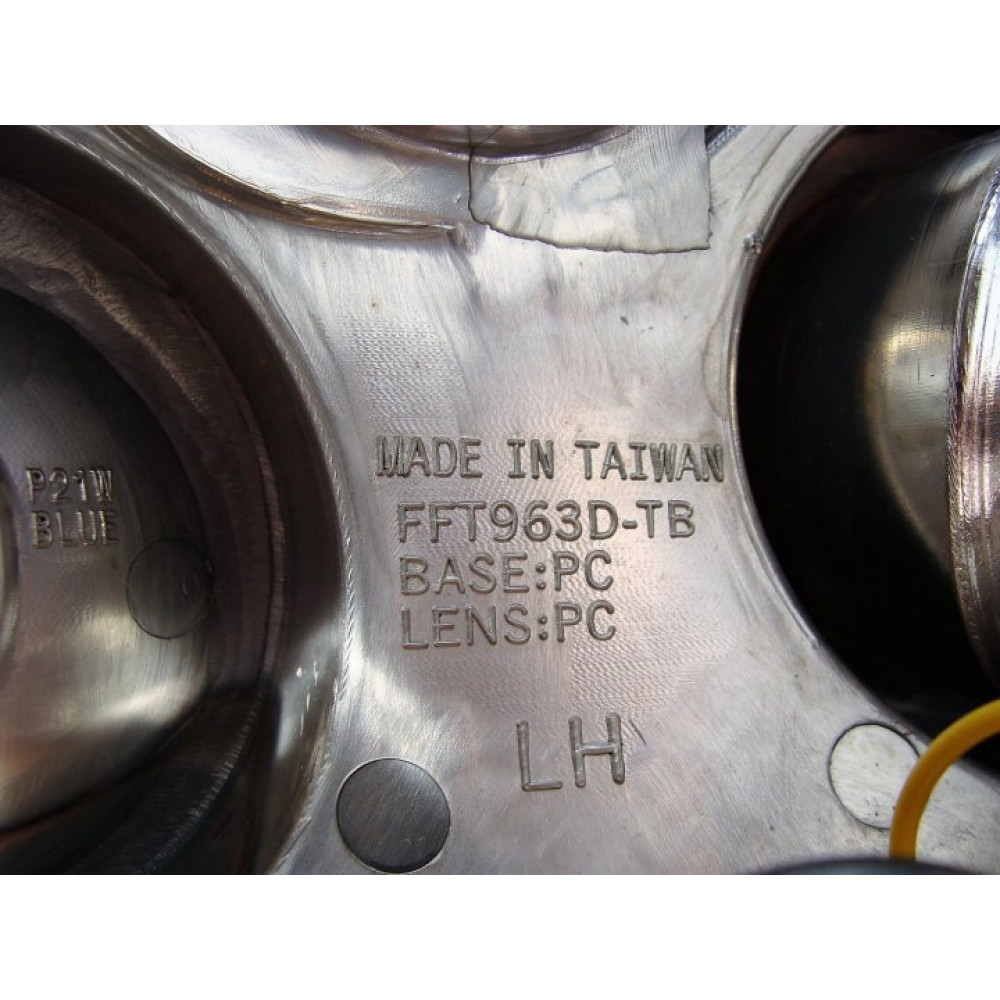 P21W
BLUE
MADE IN TAIWAN
FFT963D-TB
BASE:PC
LENS:PC
LH